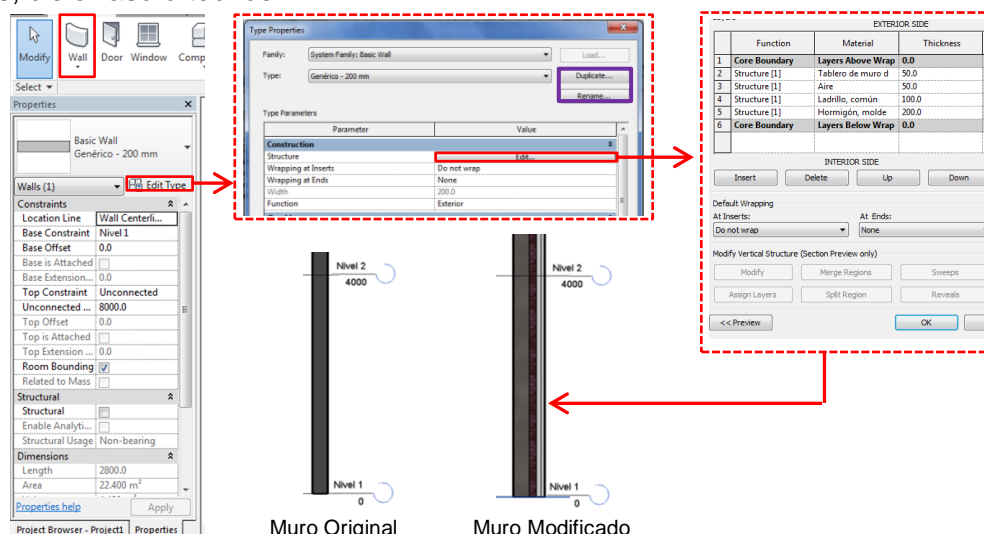 Modify
Wall
Door
Window
Select
Properties
Basic Wall
Genérico - 200 mm
Walls (1)
Edit Type
Constraints
Location Line Wall Centerli...
Base Constraint Nivel 1
Base Offset 0.0
Base is Attached
Base Extension... 0.0
Top Constraint Unconnected
Unconnected ... 8000.0
Top Offset 0.0
Top is Attached
Top Extension ... 0.0
Room Bounding
Related to Mass
Structural
Structural
Enable Analyti...
Structural Usage Non-bearing
Dimensions
Length 2800.0
Area 22.400 m²
Properties help
Apply
Project Browser - Project1
Properties
Type Properties
Family: System Family: Basic Wall
Load...
Type: Genérico - 200 mm
Duplicate...
Rename...
Type Parameters
Parameter Value
Construction
Structure Edit...
Wrapping at Inserts Do not wrap
Wrapping at Ends None
Width 200.0
Function Exterior
EXTERIOR SIDE
Function Material Thickness
1 Core Boundary Layers Above Wrap 0.0
2 Structure [1] Tablero de muro d 50.0
3 Structure [1] Aire 50.0
4 Structure [1] Ladrillo, común 100.0
5 Structure [1] Hormigón, molde 200.0
6 Core Boundary Layers Below Wrap 0.0
INTERIOR SIDE
Insert Delete Up Down
Default Wrapping
At Inserts: At Ends:
Do not wrap None
Modify Vertical Structure (Section Preview only)
Modify Merge Regions Sweeps
Assign Layers Split Region Reveals
<< Preview OK
Nivel 2
4000
Nivel 1
0
Muro Original
Nivel 2
4000
Nivel 1
0
Muro Modificado